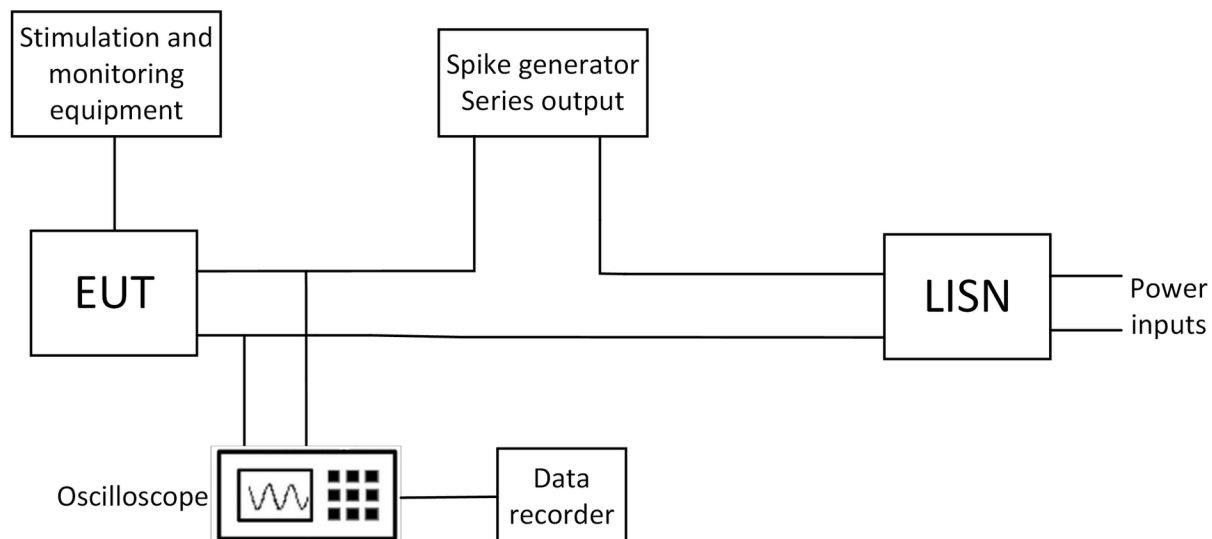 Stimulation and
monitoring
equipment
Spike generator
Series output
EUT
LISN
Power
inputs
Oscilloscope
Data
recorder